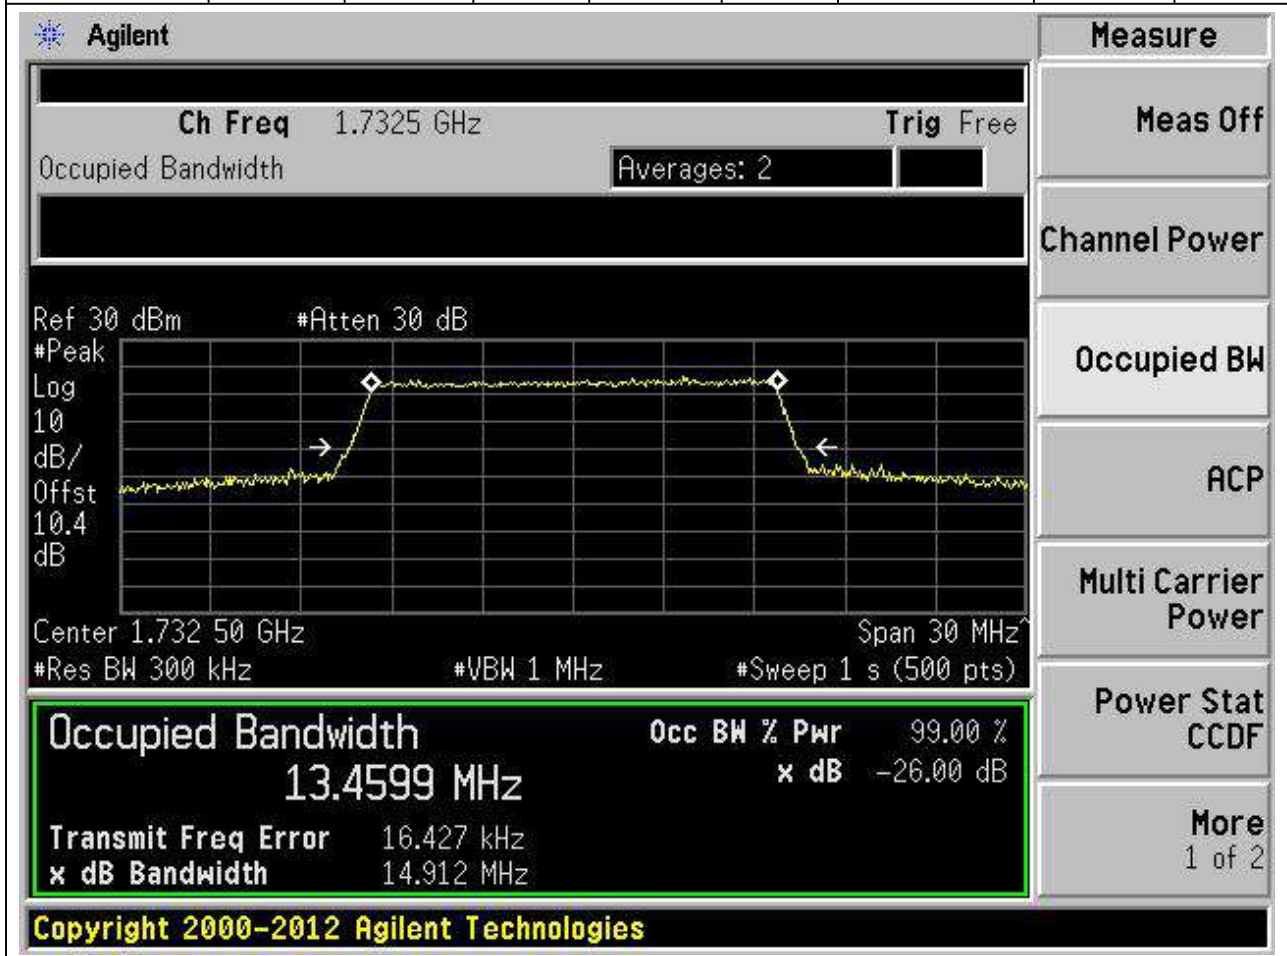 Agilent
Measure
Ch Freq 1.7325 GHz Trig Free
Meas Off
Occupied Bandwidth Averages: 2
Channel Power
Ref 30 dBm #Atten 30 dB
#Peak
Log
10
dB/
Offst
10.4
dB
Occupied BW
ACP
Center 1.732 50 GHz Span 30 MHz^
#Res BW 300 kHz #VBW 1 MHz #Sweep 1 s (500 pts)
Multi Carrier
Power
Occupied Bandwidth
13.4599 MHz
Occ BW % Pwr 99.00 %
x dB -26.00 dB
Transmit Freq Error 16.427 kHz
x dB Bandwidth 14.912 MHz
Power Stat
CCDF
More
1 of 2
Copyright 2000-2012 Agilent Technologies